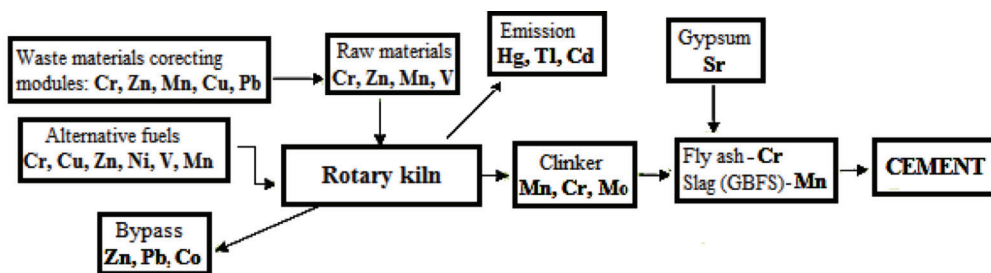 Waste materials corecting
modules: Cr, Zn, Mn, Cu, Pb
Raw materials
Cr, Zn, Mn, V
Emission
Hg, Tl, Cd
Gypsum
Sr
Alternative fuels
Cr, Cu, Zn, Ni, V, Mn
Rotary kiln
Clinker
Mn, Cr, Mo
Fly ash - Cr
Slag (GBFS)- Mn
CEMENT
Bypass
Zn, Pb, Co